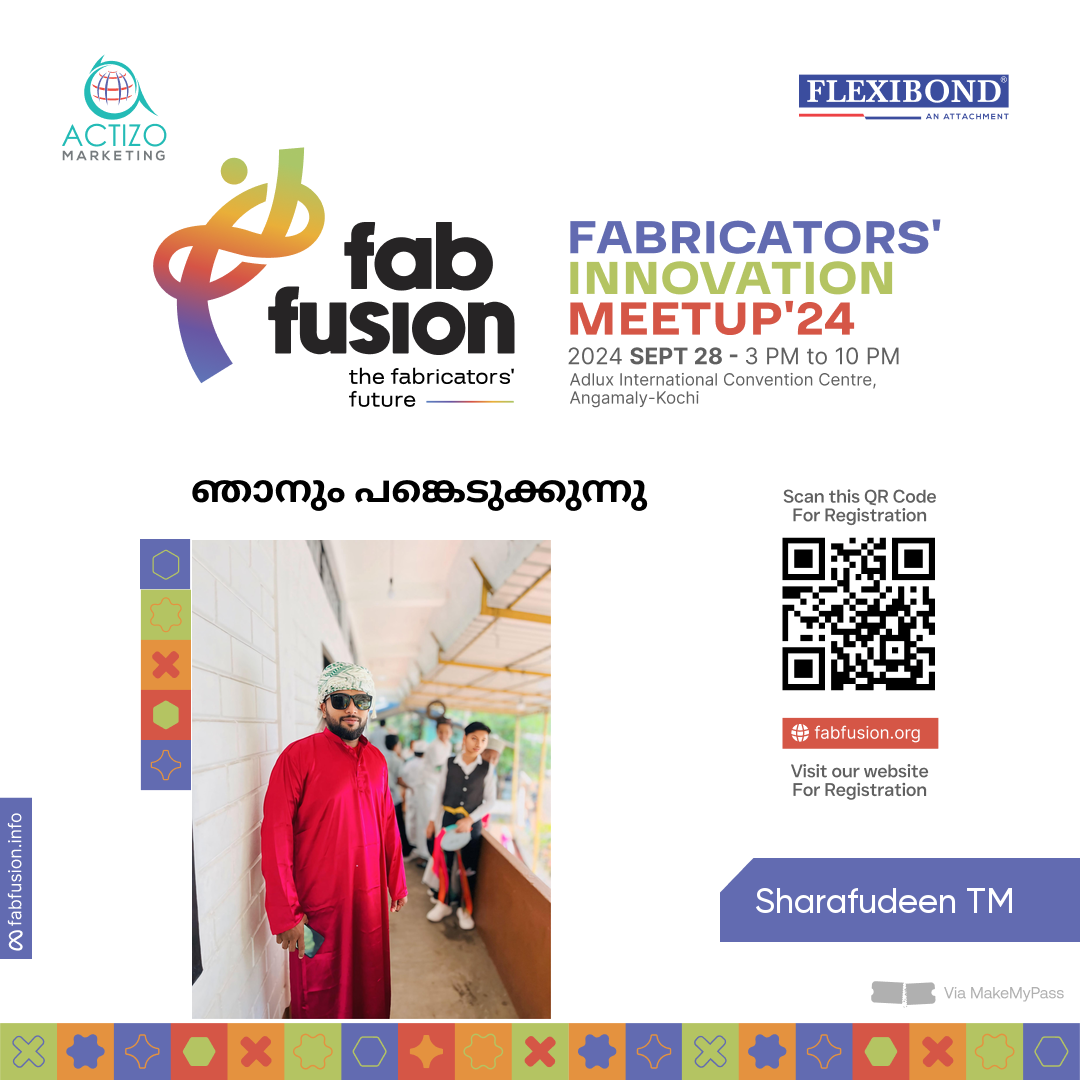 ACTIZO
MARKETING
FLEXIBOND®
AN ATTACHMENT
fab
fusion
the fabricators'
future
FABRICATORS'
INNOVATION
MEETUP'24
2024 SEPT 28 - 3 PM to 10 PM
Adlux International Convention Centre,
Angamaly-Kochi
ഞാനും പങ്കെടുക്കുന്നു
Scan this QR Code
For Registration
fabfusion.org
Visit our website
For Registration
fabfusion.info
Sharafudeen TM
Via MakeMyPass